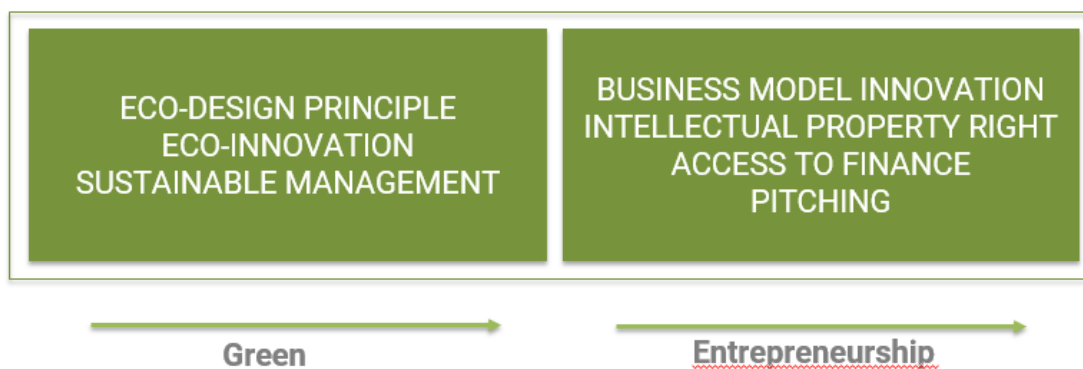 ECO-DESIGN PRINCIPLE
ECO-INNOVATION
SUSTAINABLE MANAGEMENT
BUSINESS MODEL INNOVATION
INTELLECTUAL PROPERTY RIGHT
ACCESS TO FINANCE
PITCHING
Green
Entrepreneurship